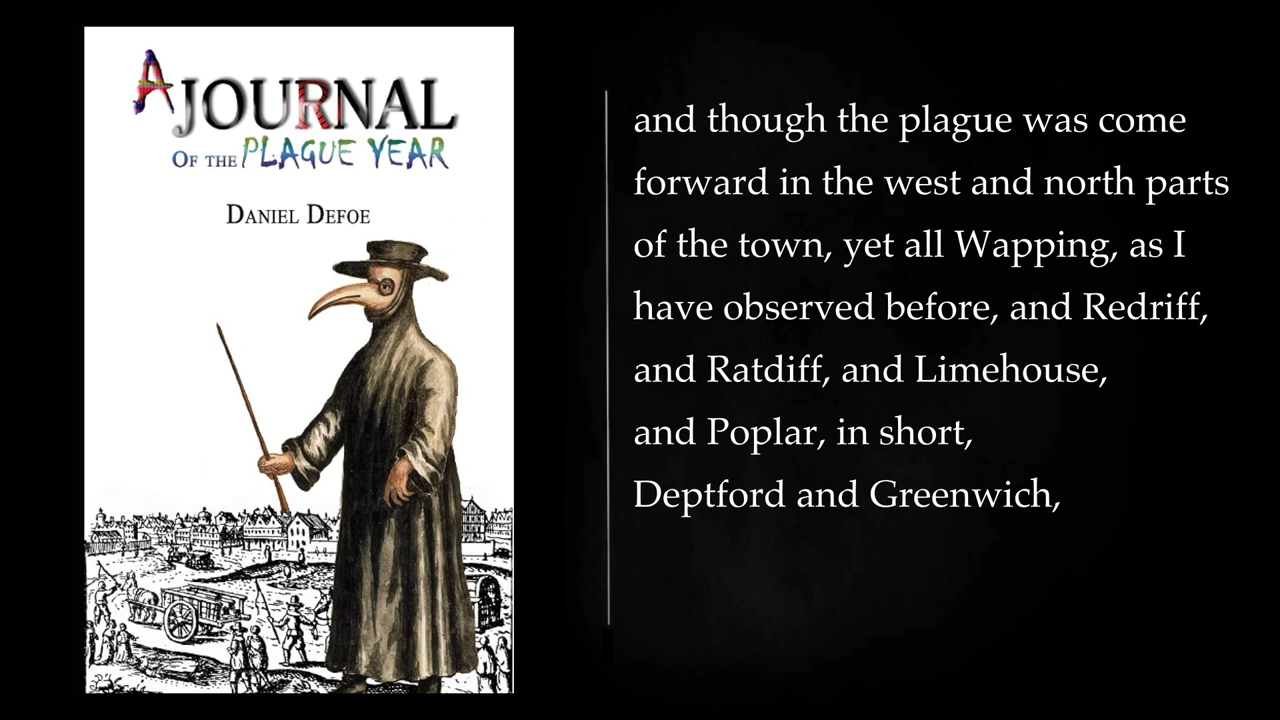 A JOURNAL
OF THE PLAGUE YEAR
DANIEL DEFOE
and though the plague was come
forward in the west and north parts
of the town, yet all Wapping, as I
have observed before, and Redriff,
and Ratdiff, and Limehouse,
and Poplar, in short,
Deptford and Greenwich,